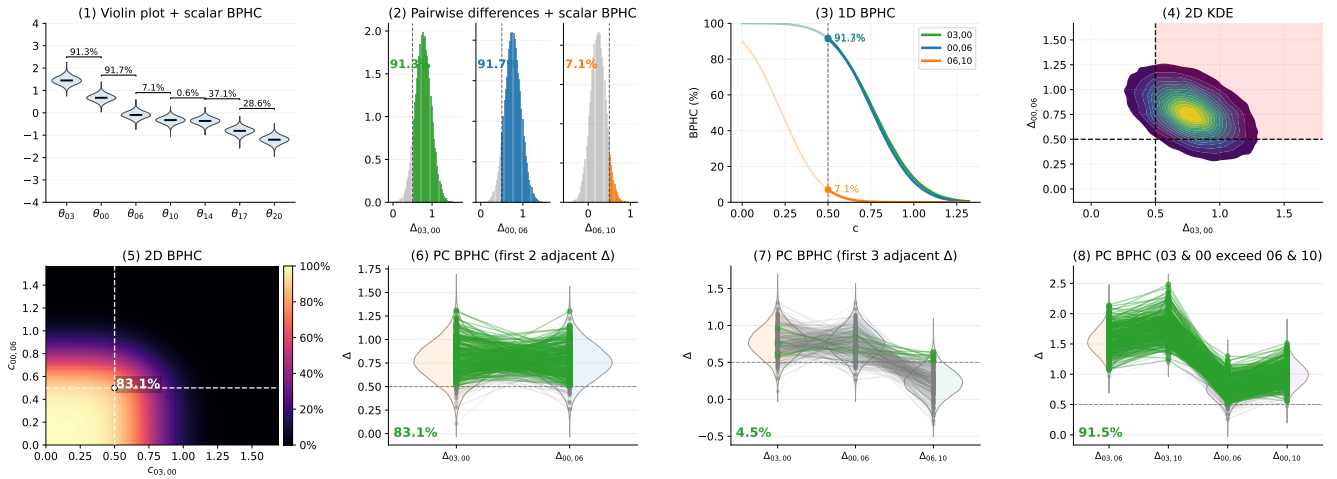 (1) Violin plot + scalar BPHC
4
3
2
1
0
−1
−2
−3
−4
91.3%
91.7%
7.1%
0.6%
37.1%
28.6%
θ03
θ00
θ06
θ10
θ14
θ17
θ20
(2) Pairwise differences + scalar BPHC
2.0
1.5
1.0
0.5
0.0
91.3%
91.7%
7.1%
0 1
0 1
0 1
Δ03,00
Δ00,06
Δ06,10
(3) 1D BPHC
BPHC (%)
100
80
60
40
20
0
91.3%
91.7%
7.1%
03,00
00,06
06,10
0.00 0.25 0.50 0.75 1.00 1.25
c
(4) 2D KDE
Δ00,06
1.50
1.25
1.00
0.75
0.50
0.25
0.00
0.0 0.5 1.0 1.5
Δ03,00
(5) 2D BPHC
c00,06
1.4
1.2
1.0
0.8
0.6
0.4
0.2
0.0
83.1%
0.00 0.25 0.50 0.75 1.00 1.25 1.50
c03,00
100%
80%
60%
40%
20%
0%
(6) PC BPHC (first 2 adjacent Δ)
Δ
1.75
1.50
1.25
1.00
0.75
0.50
0.25
0.00
83.1%
Δ03,00
Δ00,06
(7) PC BPHC (first 3 adjacent Δ)
Δ
1.5
1.0
0.5
0.0
−0.5
4.5%
Δ03,00
Δ00,06
Δ06,10
(8) PC BPHC (03 & 00 exceed 06 & 10)
Δ
2.5
2.0
1.5
1.0
0.5
0.0
91.5%
Δ03,06
Δ03,10
Δ00,06
Δ00,10